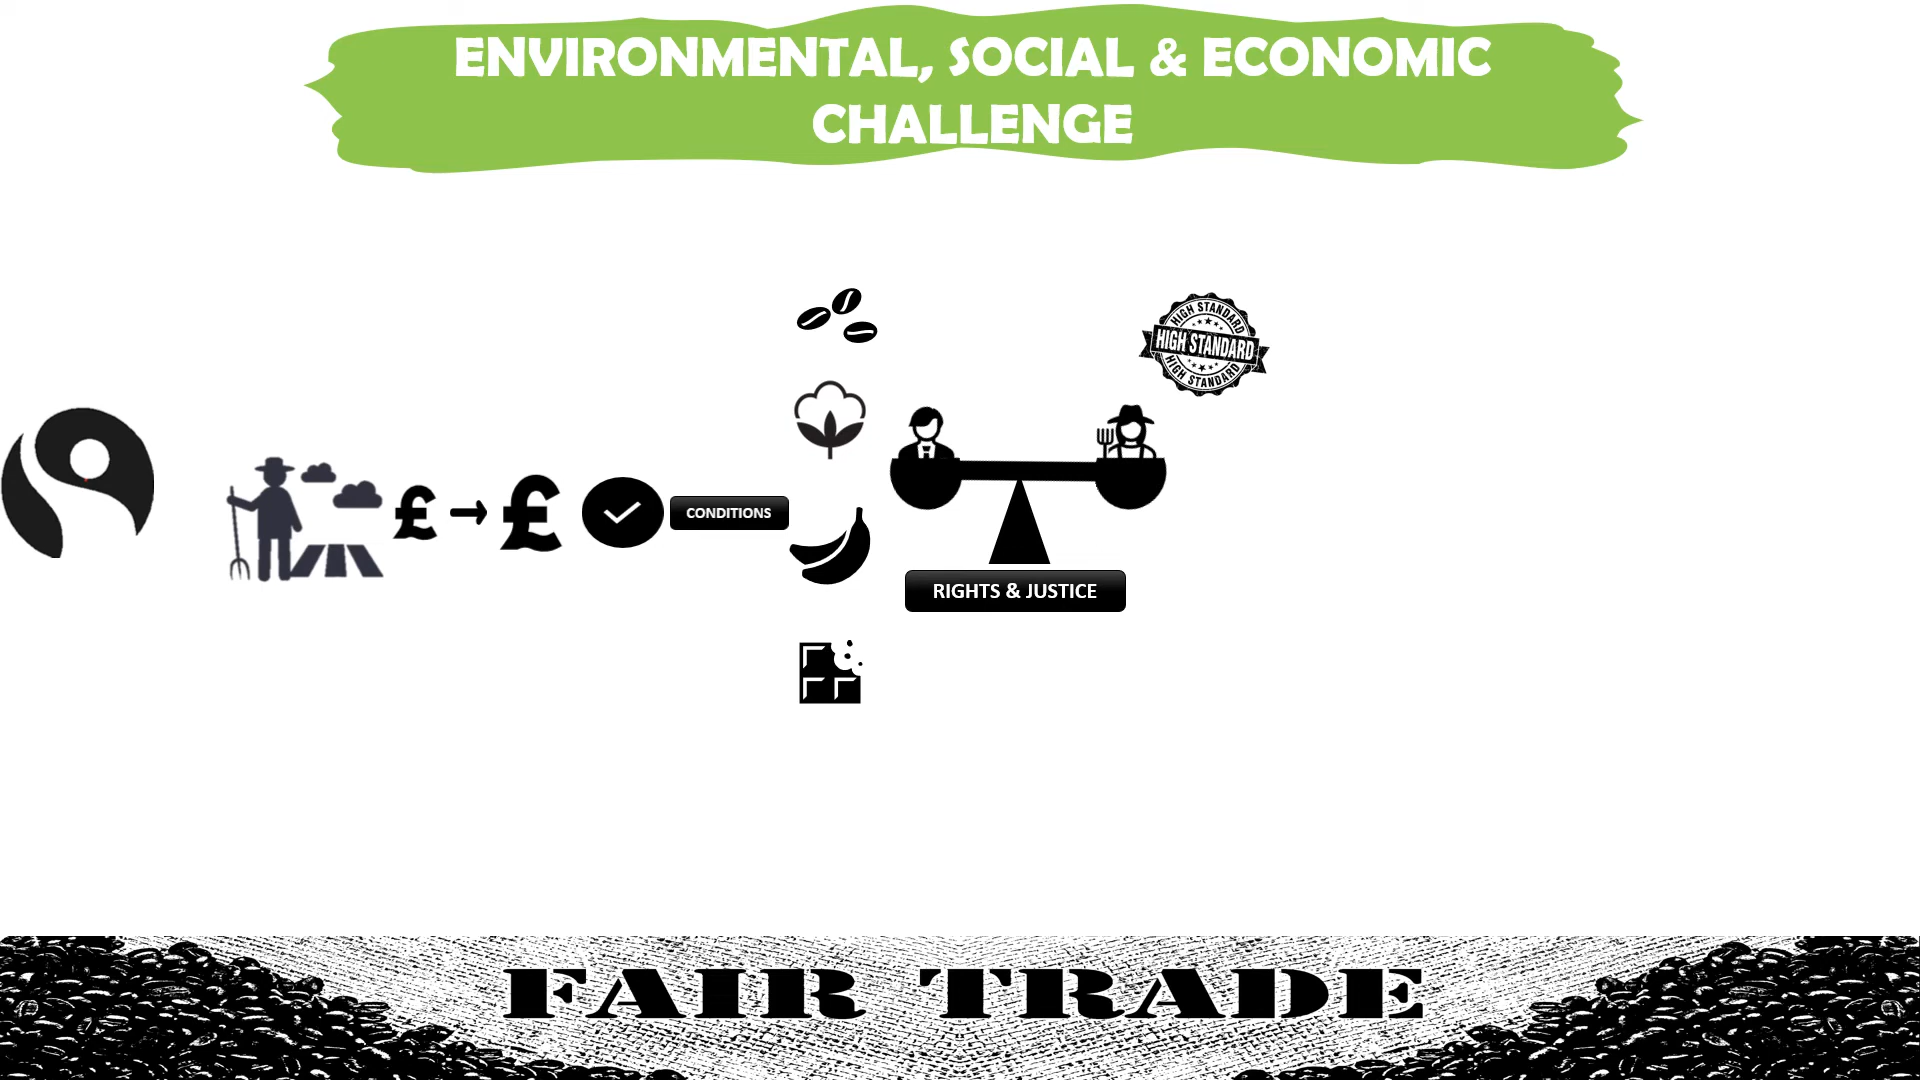 ENVIRONMENTAL, SOCIAL & ECONOMIC
CHALLENGE
HIGH STANDARD
HIGH STANDARD
HIGH STANDARD
£ → £
CONDITIONS
RIGHTS & JUSTICE
FAIR TRADE